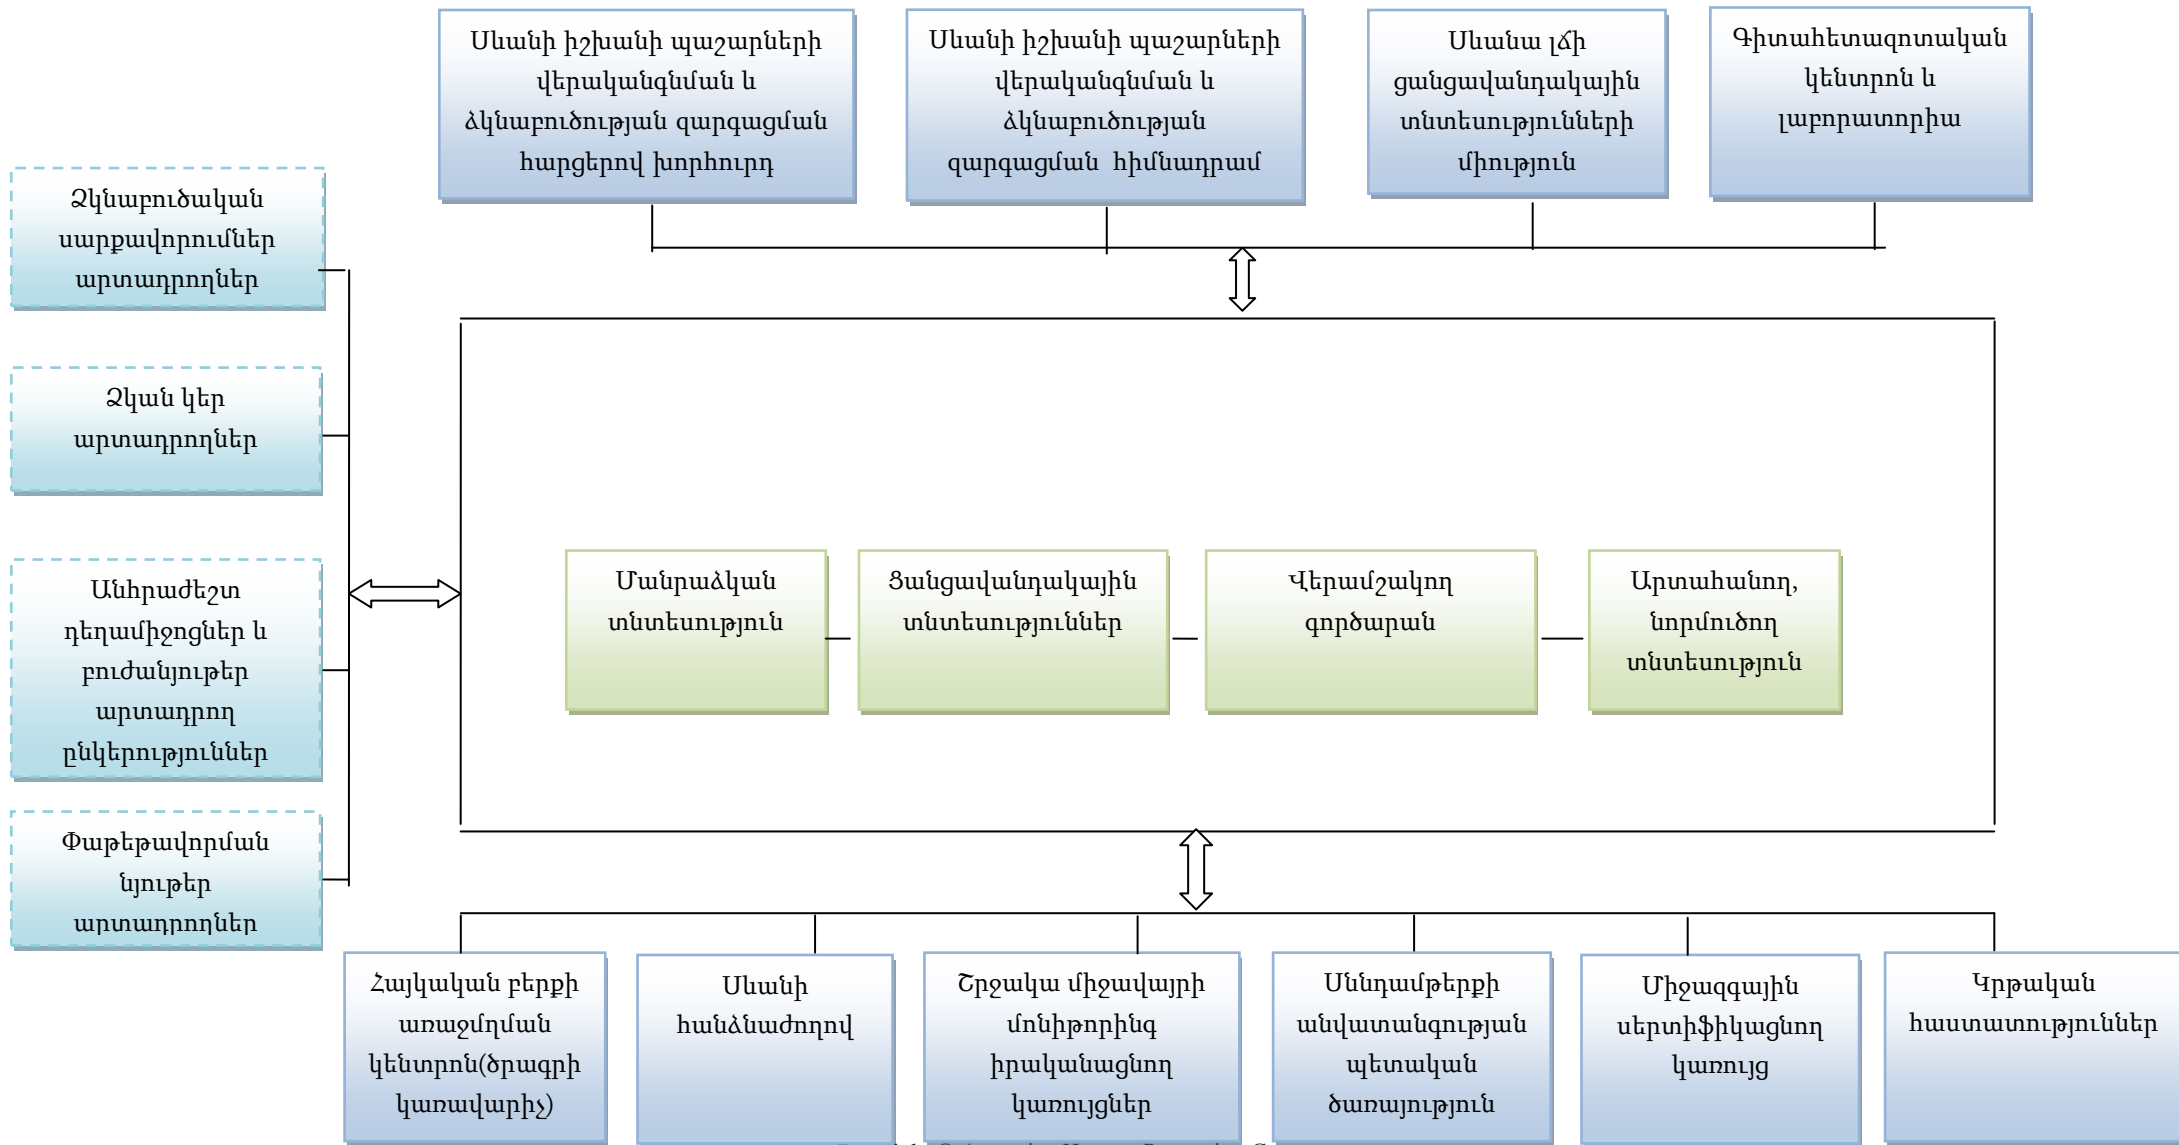 Սևանի իշխանի պաշարների
վերականգնման և
ձկնաբուծության զարգացման
հարցերով խորհուրդ
Սևանի իշխանի պաշարների
վերականգնման և
ձկնաբուծության
զարգացման հիմնադրամ
Սևանա լճի
ցանցավանդակային
տնտեսությունների
միություն
Գիտահետազոտական
կենտրոն և
լաբորատորիա
Ձկնաբուծական
սարքավորումներ
արտադրողներ
Ձկան կեր
արտադրողներ
Անհրաժեշտ
դեղամիջոցներ և
բուժանյութեր
արտադրող
ընկերություններ
Փաթեթավորման
նյութեր
արտադրողներ
Մանրաձկան
տնտեսություն
Ցանցավանդակային
տնտեսություններ
Վերամշակող
գործարան
Արտահանող,
նորմուծող
տնտեսություն
Հայկական բերքի
առաջմղման
կենտրոն(ծրագրի
կառավարիչ)
Սևանի
հանձնաժողով
Շրջակա միջավայրի
մոնիթորինգ
իրականացնող
կառույցներ
Սննդամթերքի
անվտանգության
պետական
ծառայություն
Միջազգային
սերտիֆիկացնող
կառույց
Կրթական
հաստատություններ